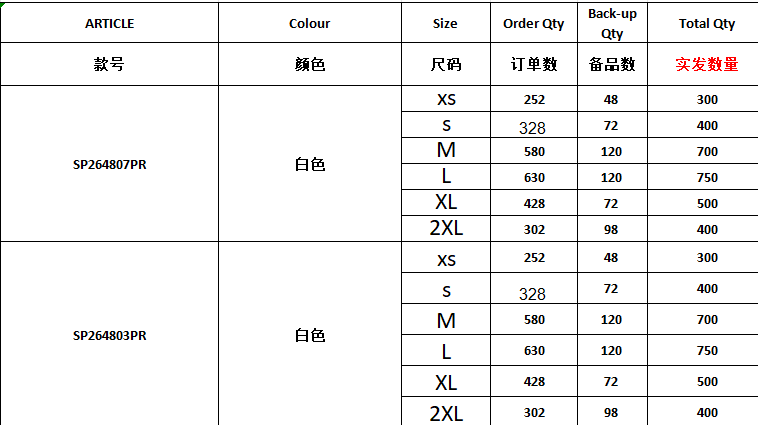 ARTICLE Colour Size Order Qty Back-up Qty Total Qty
款号 颜色 尺码 订单数 备品数 实发数量
SP264807PR 白色 xs 252 48 300
s 328 72 400
M 580 120 700
L 630 120 750
XL 428 72 500
2XL 302 98 400
SP264803PR 白色 xs 252 48 300
s 328 72 400
M 580 120 700
L 630 120 750
XL 428 72 500
2XL 302 98 400